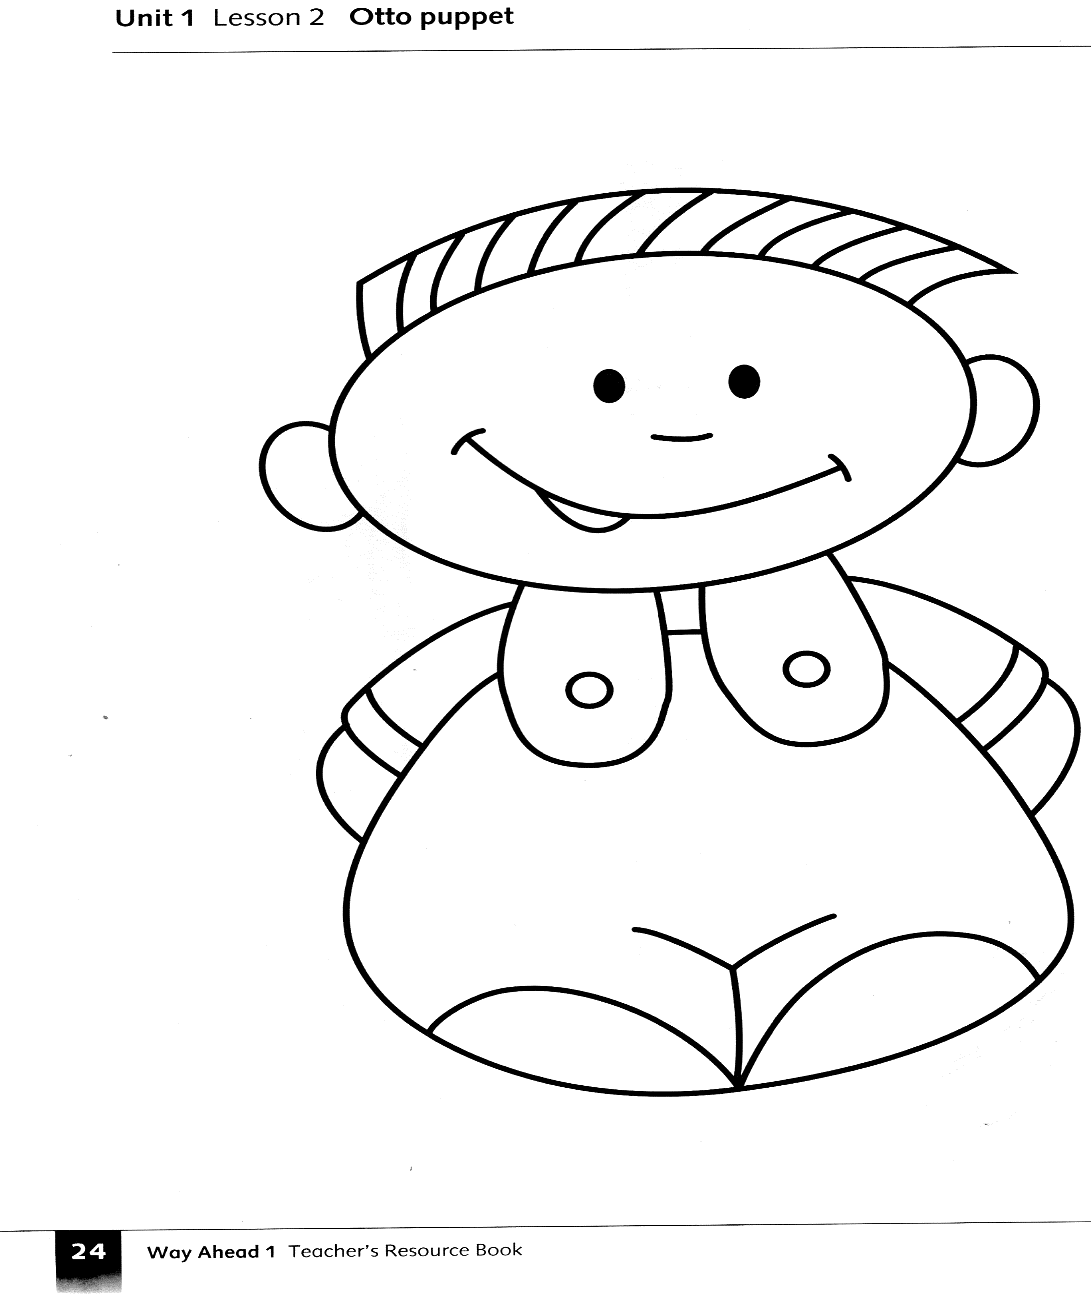 Unit 1 Lesson 2 Otto puppet
24 Way Ahead 1 Teacher's Resource Book